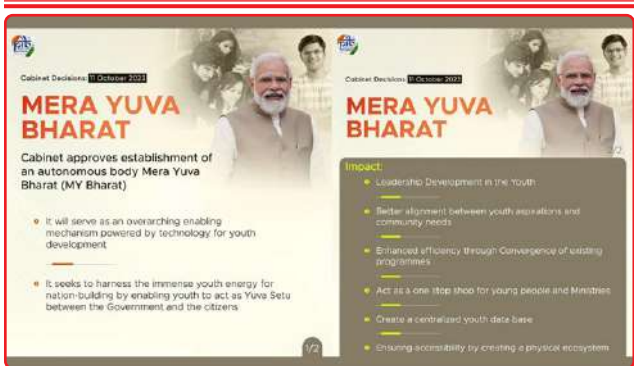 Cabinet Decisions: 11 October 2023
MERA YUVA
BHARAT
Cabinet approves establishment of
an autonomous body Mera Yuva
Bharat (MY Bharat)
It will serve as an overarching enabling
mechanism powered by technology for youth
development
It seeks to harness the immense youth energy for
nation-building by enabling youth to act as Yuva Setu
between the Government and the citizens
1/2
Cabinet Decisions: 11 October 2023
MERA YUVA
BHARAT
2/2
Impact:
Leadership Development in the Youth
Better alignment between youth aspirations and
community needs
Enhanced efficiency through Convergence of existing
programmes
Act as a one stop shop for young people and Ministries
Create a centralized youth data base
Ensuring accessibility by creating a physical ecosystem